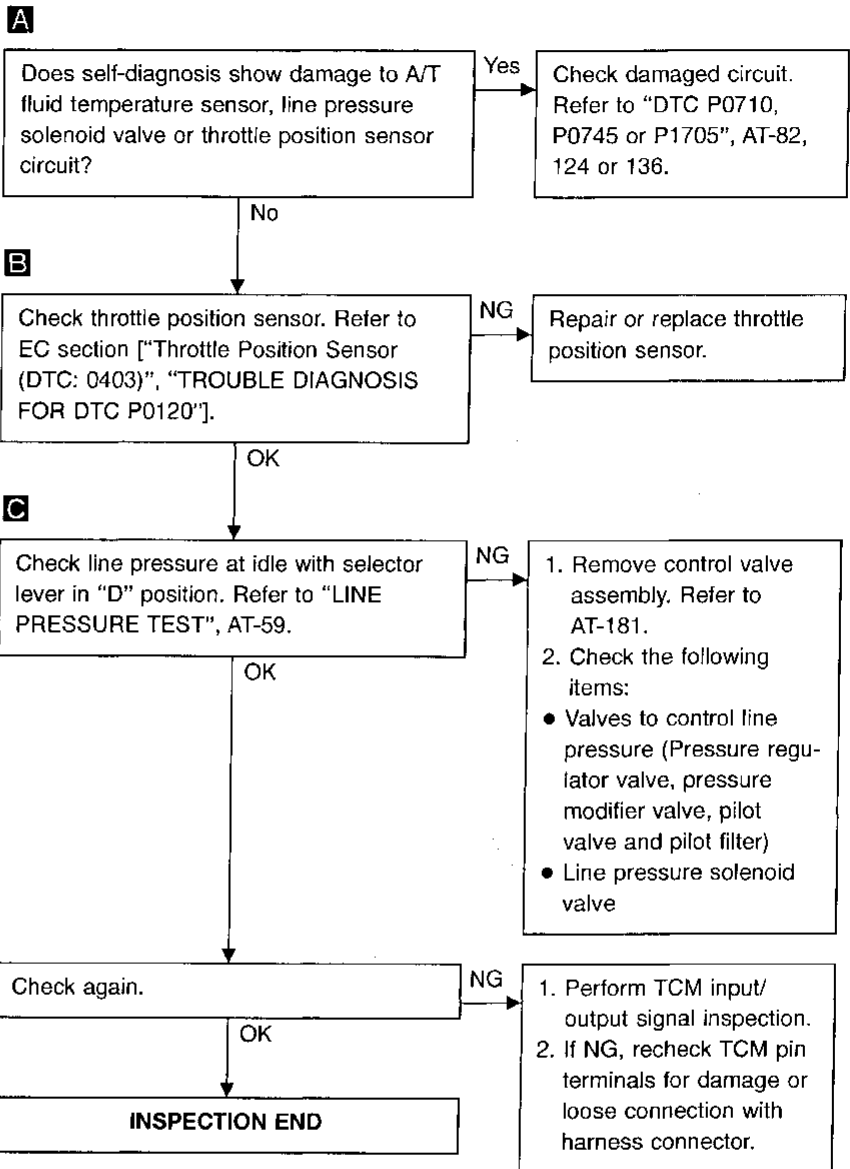 A
Does self-diagnosis show damage to A/T
fluid temperature sensor, line pressure
solenoid valve or throttle position sensor
circuit?
Yes
Check damaged circuit.
Refer to “DTC P0710,
P0745 or P1705”, AT-82,
124 or 136.
No
B
Check throttle position sensor. Refer to
EC section [“Throttle Position Sensor
(DTC: 0403)”, “TROUBLE DIAGNOSIS
FOR DTC P0120”].
NG
Repair or replace throttle
position sensor.
OK
C
Check line pressure at idle with selector
lever in “D” position. Refer to “LINE
PRESSURE TEST”, AT-59.
NG
1. Remove control valve
assembly. Refer to
AT-181.
2. Check the following
items:
● Valves to control line
pressure (Pressure regu-
lator valve, pressure
modifier valve, pilot
valve and pilot filter)
● Line pressure solenoid
valve
OK
Check again.
NG
1. Perform TCM input/
output signal inspection.
2. If NG, recheck TCM pin
terminals for damage or
loose connection with
harness connector.
OK
INSPECTION END